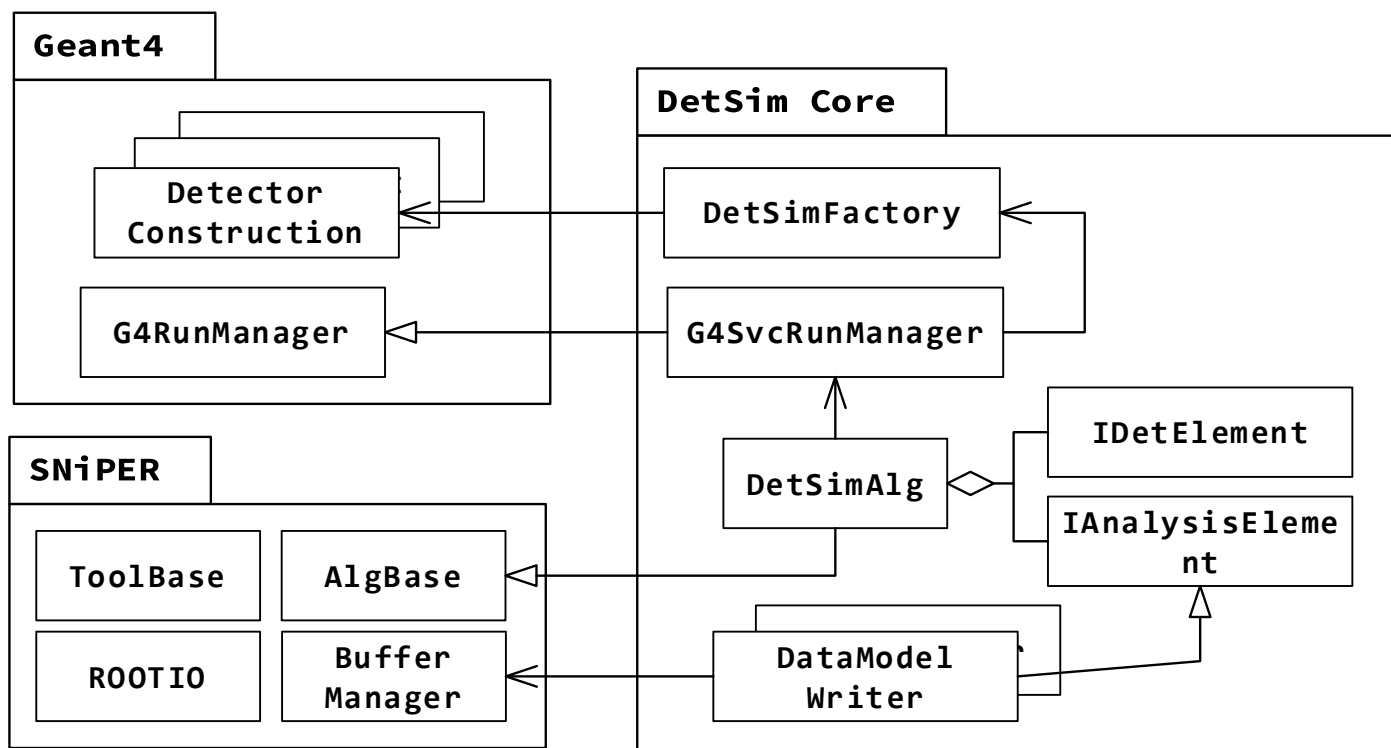 Geant4
Detector
Construction
G4RunManager
DetSim Core
DetSimFactory
G4SvcRunManager
DetSimAlg
IDetElement
IAnalysisEleme
nt
DataModel
Writer
SNiPER
ToolBase
AlgBase
ROOTIO
Buffer
Manager